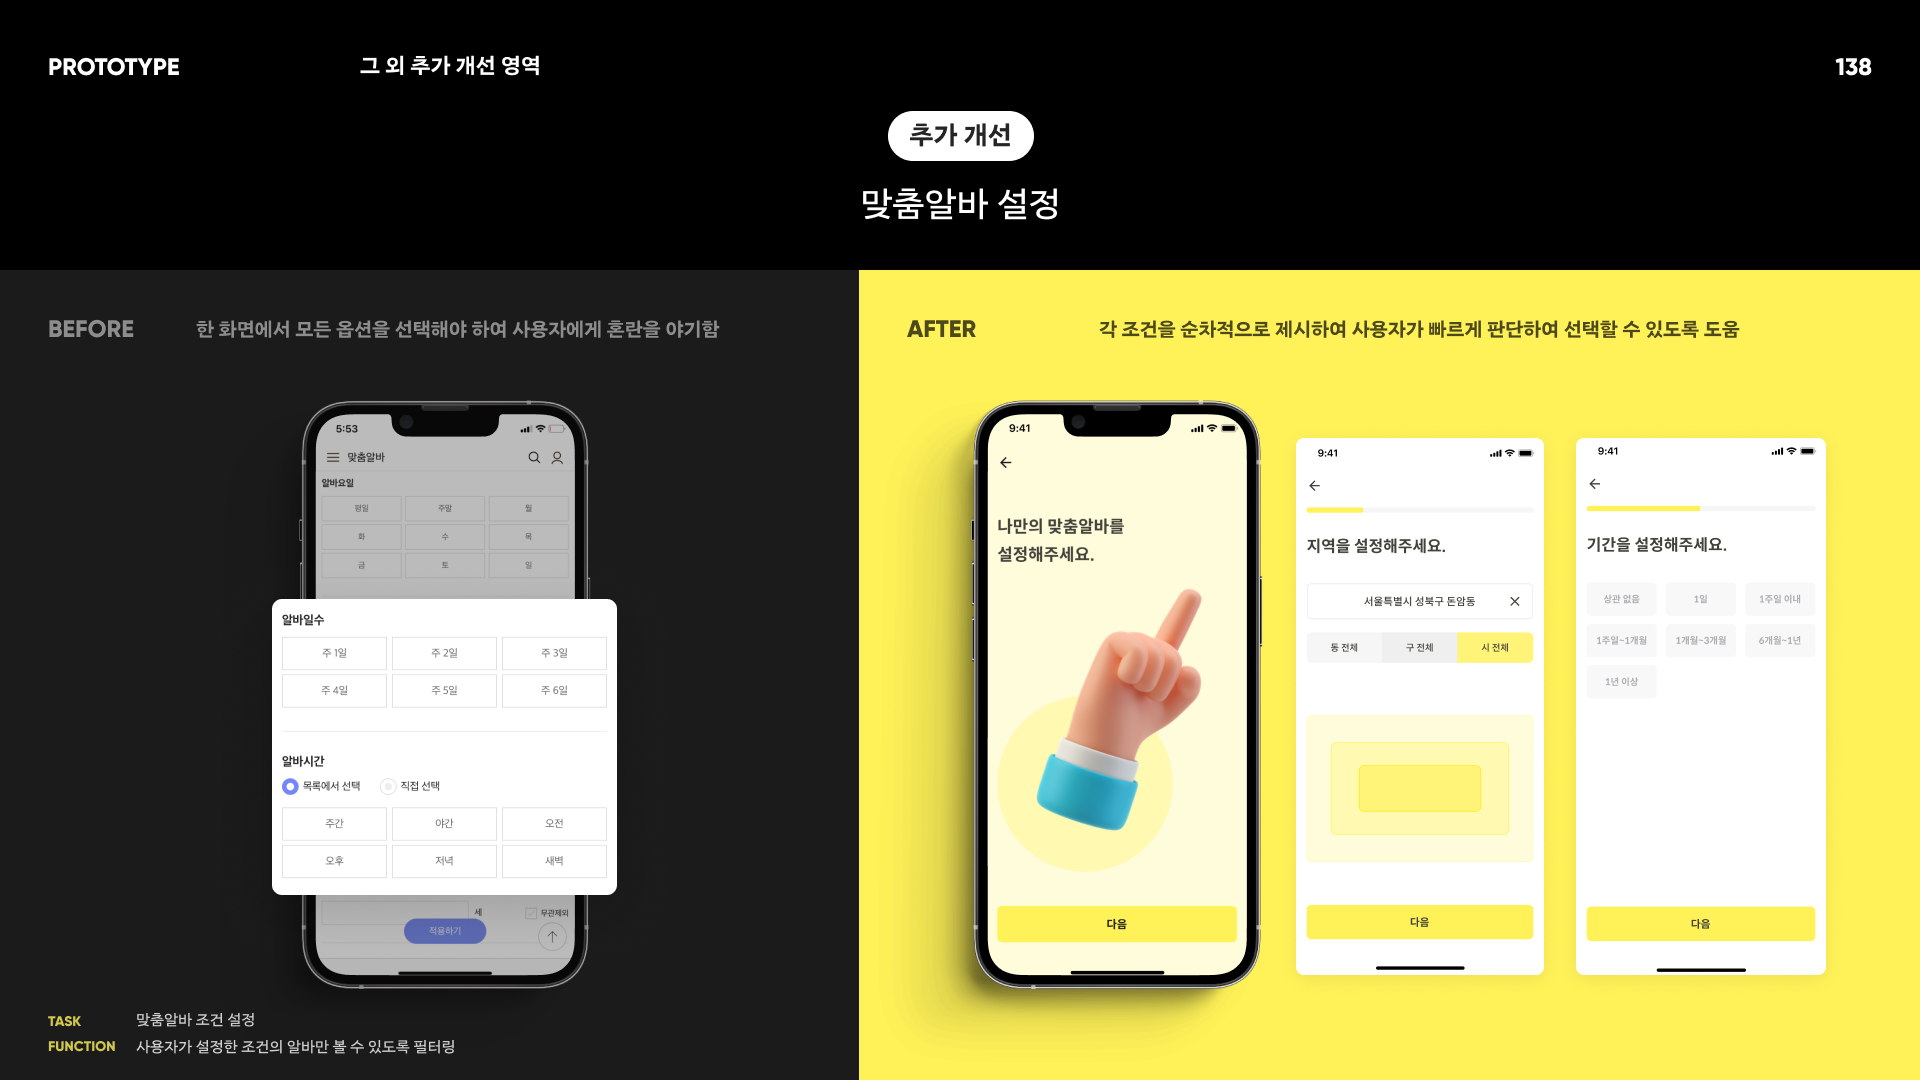 PROTOTYPE
그 외 추가 개선 영역
138
추가 개선
맞춤알바 설정
BEFORE
한 화면에서 모든 옵션을 선택해야 하여 사용자에게 혼란을 야기함
5:53
맞춤알바
알바요일
평일 주말 월
화 수 목
금 토 일
알바일수
주 1일 주 2일 주 3일
주 4일 주 5일 주 6일
알바시간
목록에서 선택 직접 선택
주간 야간 오전
오후 저녁 새벽
세 무관제외
적용하기
TASK 맞춤알바 조건 설정
FUNCTION 사용자가 설정한 조건의 알바만 볼 수 있도록 필터링
AFTER
각 조건을 순차적으로 제시하여 사용자가 빠르게 판단하여 선택할 수 있도록 도움
9:41
나만의 맞춤알바를
설정해주세요.
다음
9:41
지역을 설정해주세요.
서울특별시 성북구 돈암동
동 전체 구 전체 시 전체
다음
9:41
기간을 설정해주세요.
상관 없음 1일 1주일 이내
1주일~1개월 1개월~3개월 6개월~1년
1년 이상
다음